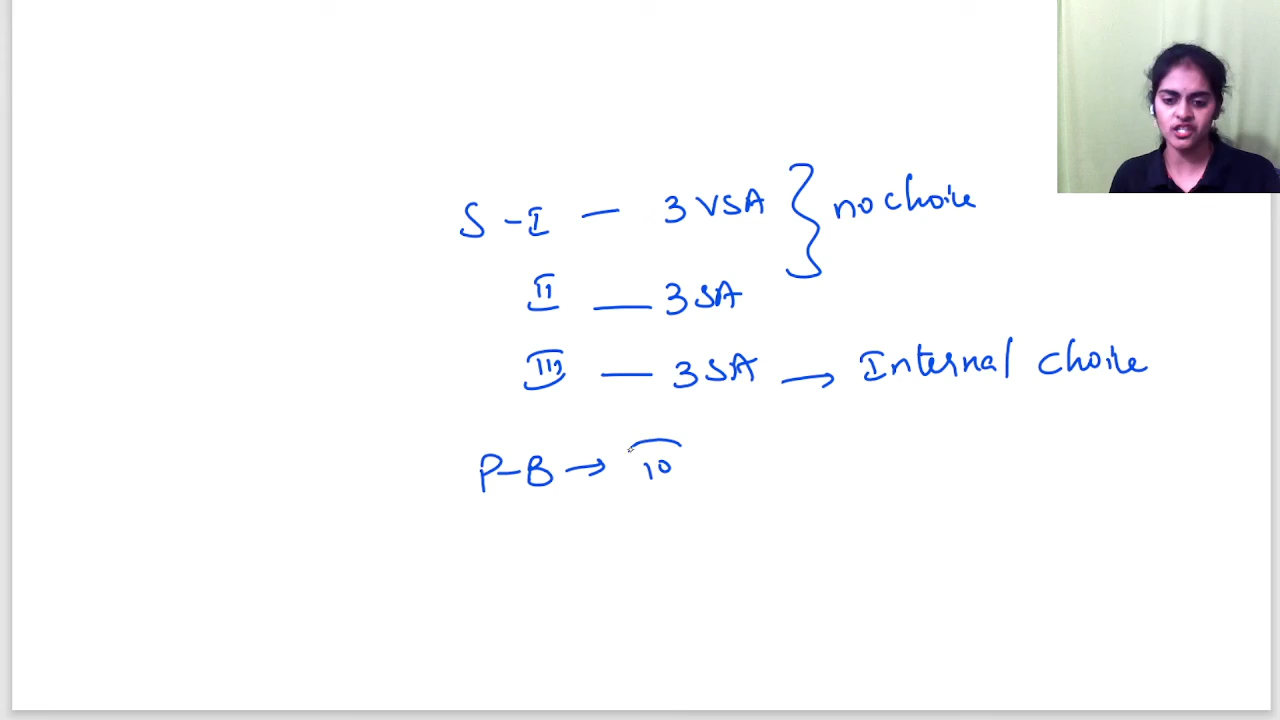 S - I — 3 VSA } no choice
II — 3 SA
III — 3 SA → Internal choice
P-B → 10